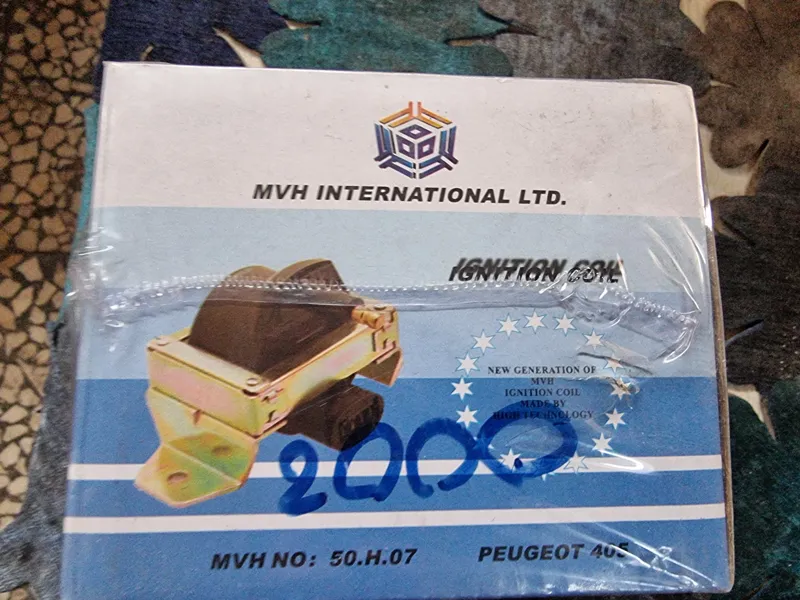 MVH INTERNATIONAL LTD.
IGNITION COIL
NEW GENERATION OF
MVH
IGNITION COIL
MADE BY
HIGH TECHNOLOGY
2000
MVH NO: 50.H.07
PEUGEOT 405